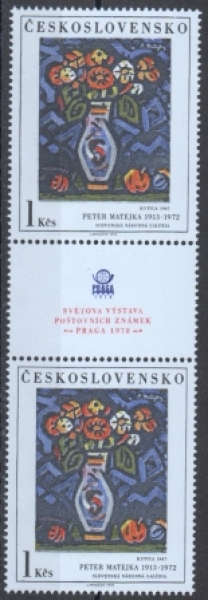 ČESKOSLOVENSKO
KYTICA 1967
1 Kčs
PETER MATEJKA 1913-1972
SLOVENSKÁ NÁRODNÁ GALÉRIA
PRAGA
1978
SVĚTOVÁ VÝSTAVA
POŠTOVNÍCH ZNÁMEK
PRAGA 1978
ČESKOSLOVENSKO
KYTICA 1967
1 Kčs
PETER MATEJKA 1913-1972
SLOVENSKÁ NÁRODNÁ GALÉRIA